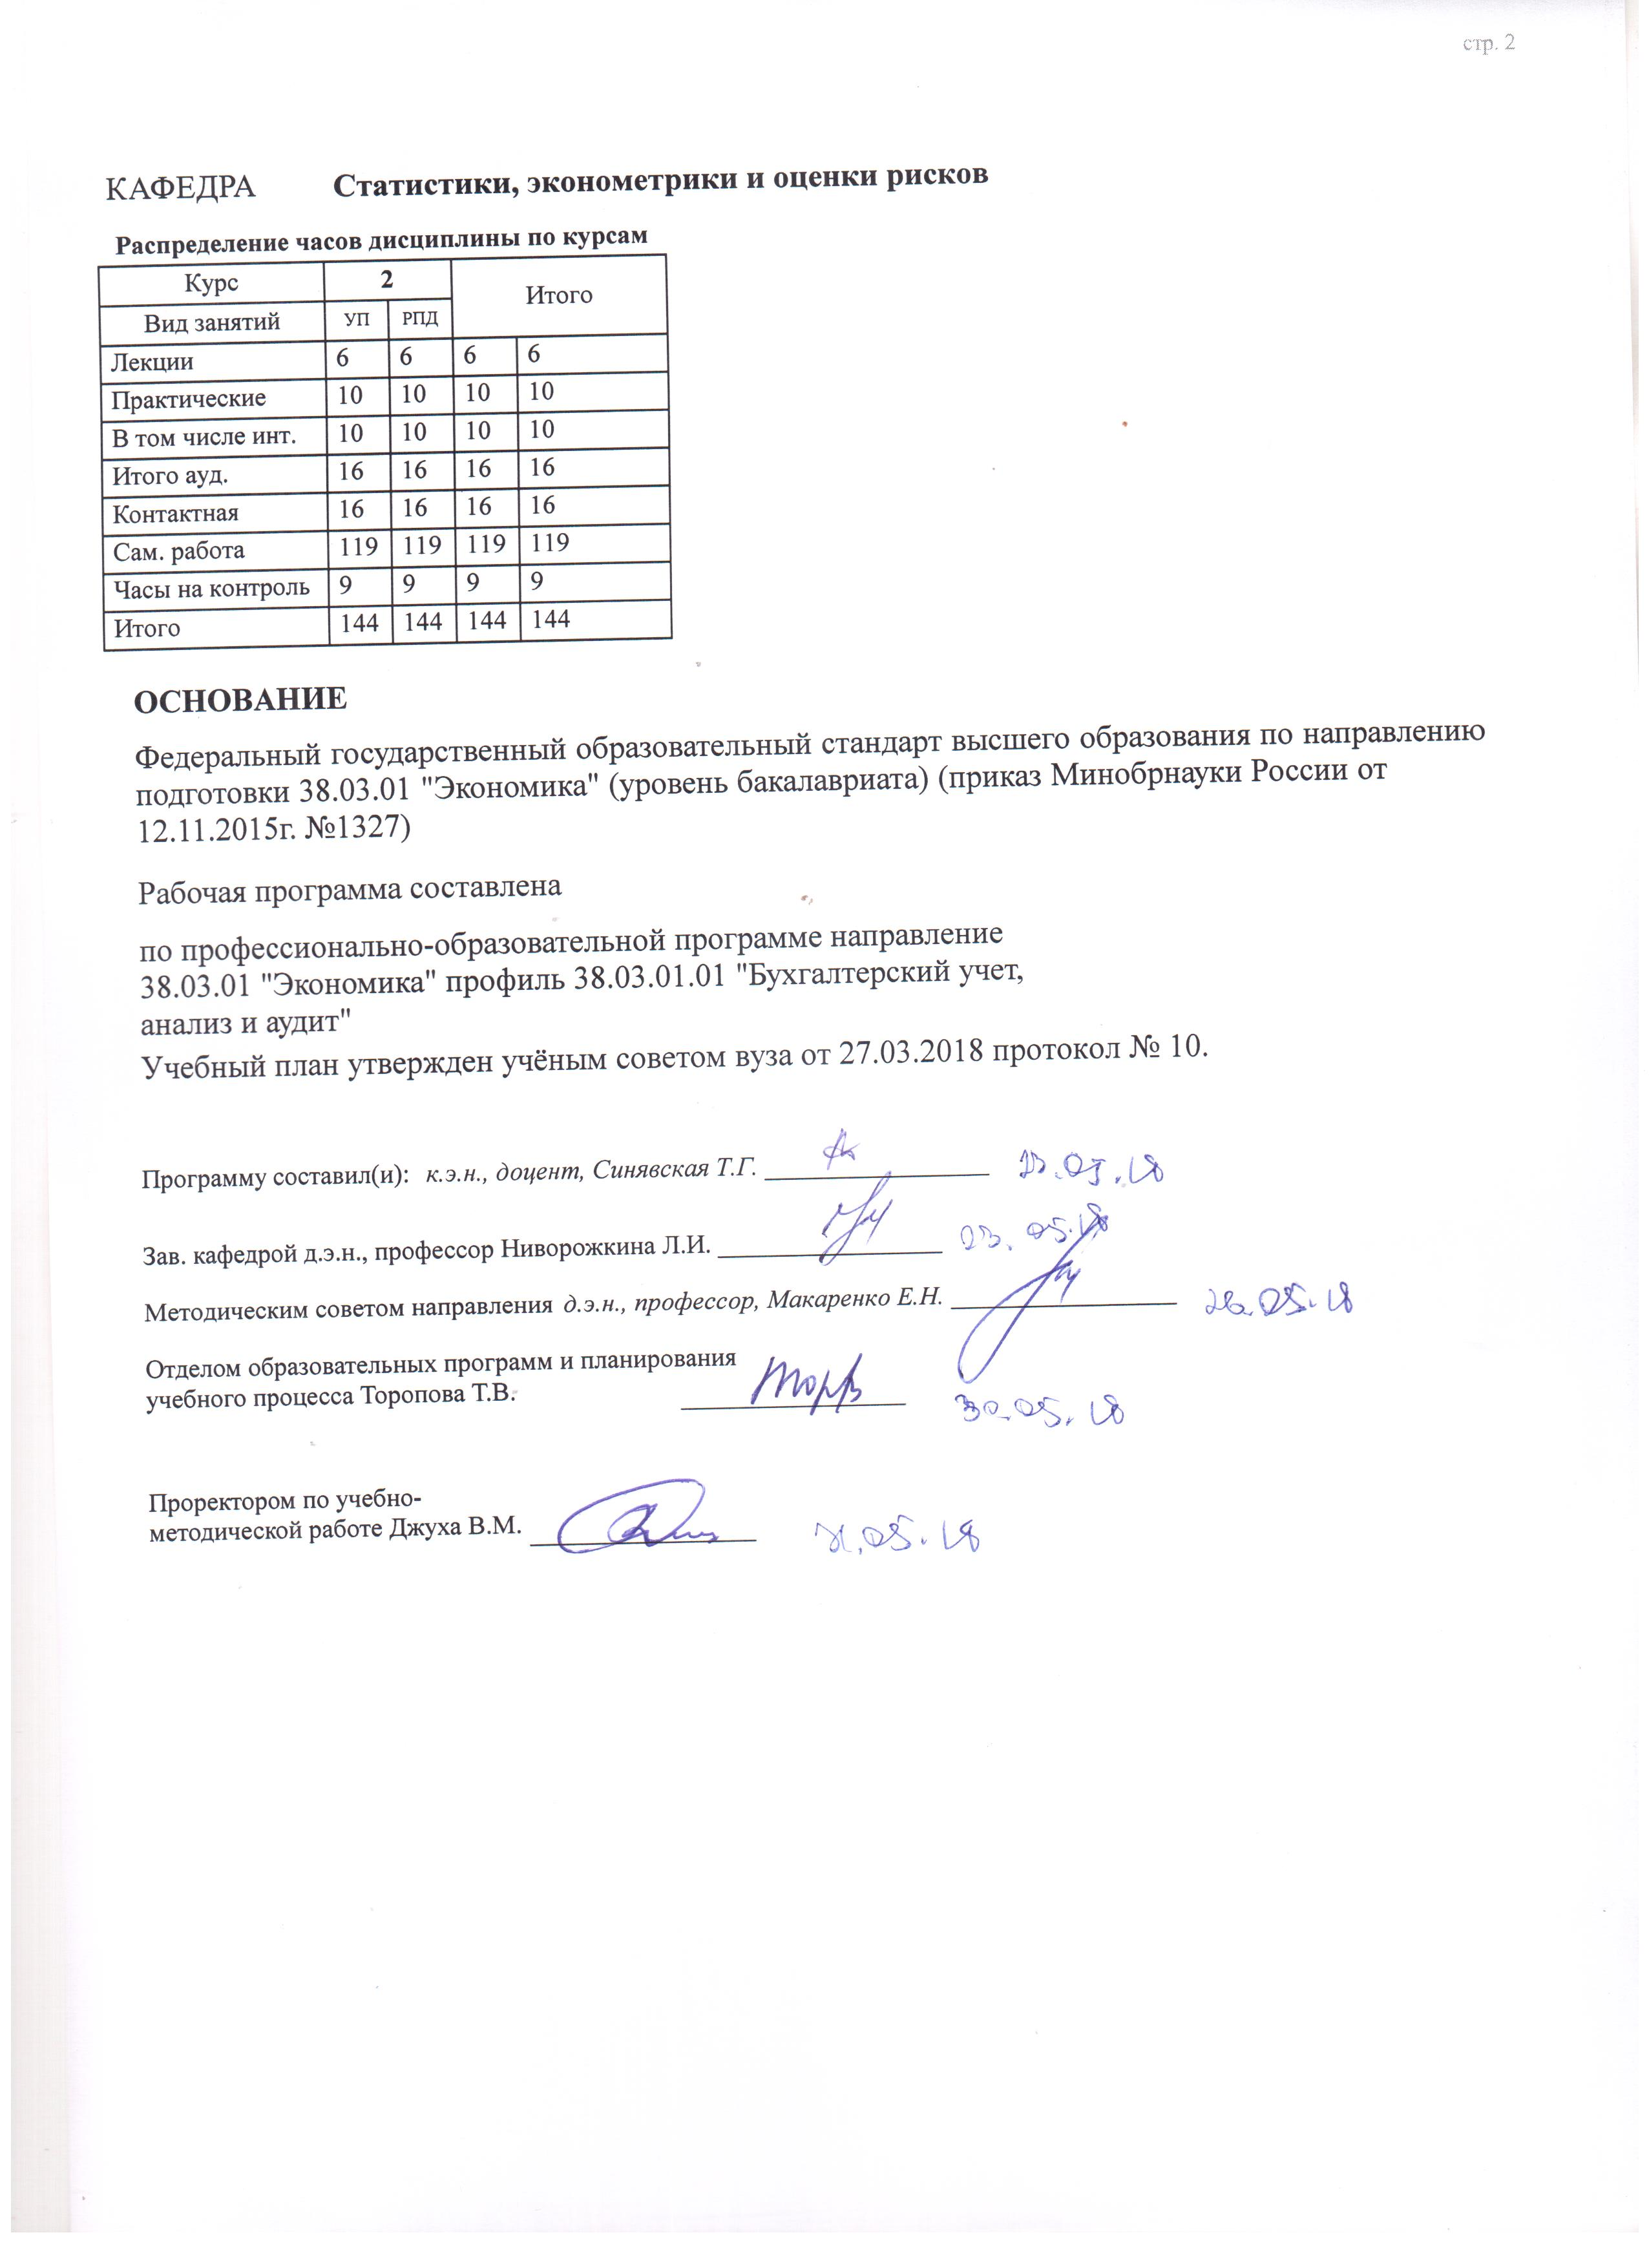 стр. 2
КАФЕДРА Статистики, эконометрики и оценки рисков
Распределение часов дисциплины по курсам
Курс 2 Итого
Вид занятий УП РПД
Лекции 6 6 6 6
Практические 10 10 10 10
В том числе инт. 10 10 10 10
Итого ауд. 16 16 16 16
Контактная 16 16 16 16
Сам. работа 119 119 119 119
Часы на контроль 9 9 9 9
Итого 144 144 144 144
ОСНОВАНИЕ
Федеральный государственный образовательный стандарт высшего образования по направлению
подготовки 38.03.01 "Экономика" (уровень бакалавриата) (приказ Минобрнауки России от
12.11.2015г. №1327)
Рабочая программа составлена
по профессионально-образовательной программе направление
38.03.01 "Экономика" профиль 38.03.01.01 "Бухгалтерский учет,
анализ и аудит"
Учебный план утвержден учёным советом вуза от 27.03.2018 протокол № 10.
Программу составил(и): к.э.н., доцент, Синявская Т.Г.
Зав. кафедрой д.э.н., профессор Ниворожкина Л.И. 23.05.18
Методическим советом направления д.э.н., профессор, Макаренко Е.Н.
Отделом образовательных программ и планирования
учебного процесса Торопова Т.В. 30.05.18
Проректором по учебно-
методической работе Джуха В.М. 31.05.18